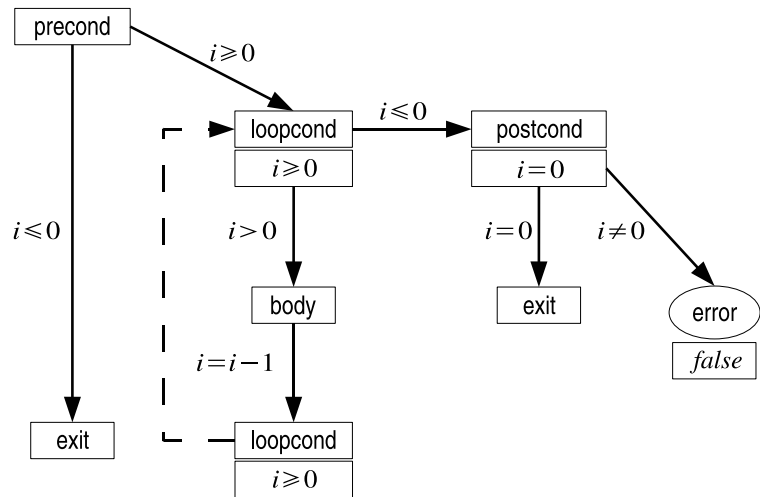 precond
i⩾0
loopcond
i⩽0
postcond
i⩾0
i=0
i⩽0
i>0
i=0
i≠0
body
exit
error
false
i=i−1
exit
loopcond
i⩾0